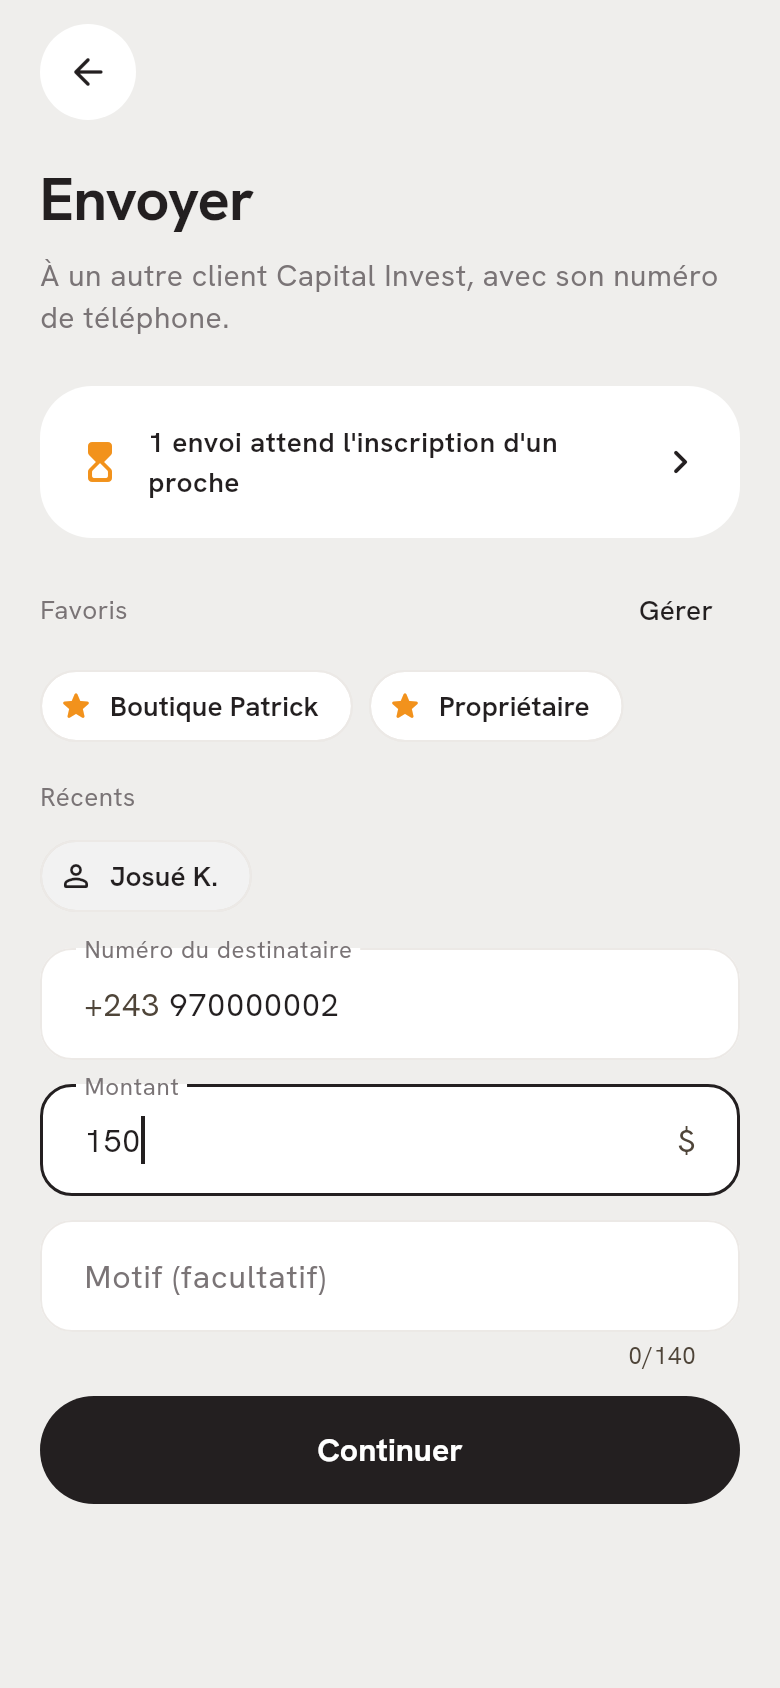 Envoyer
À un autre client Capital Invest, avec son numéro
de téléphone.
1 envoi attend l'inscription d'un
proche
Favoris
Gérer
Boutique Patrick
Propriétaire
Récents
Josué K.
Numéro du destinataire
+243 970000002
Montant
150
$
Motif (facultatif)
0/140
Continuer